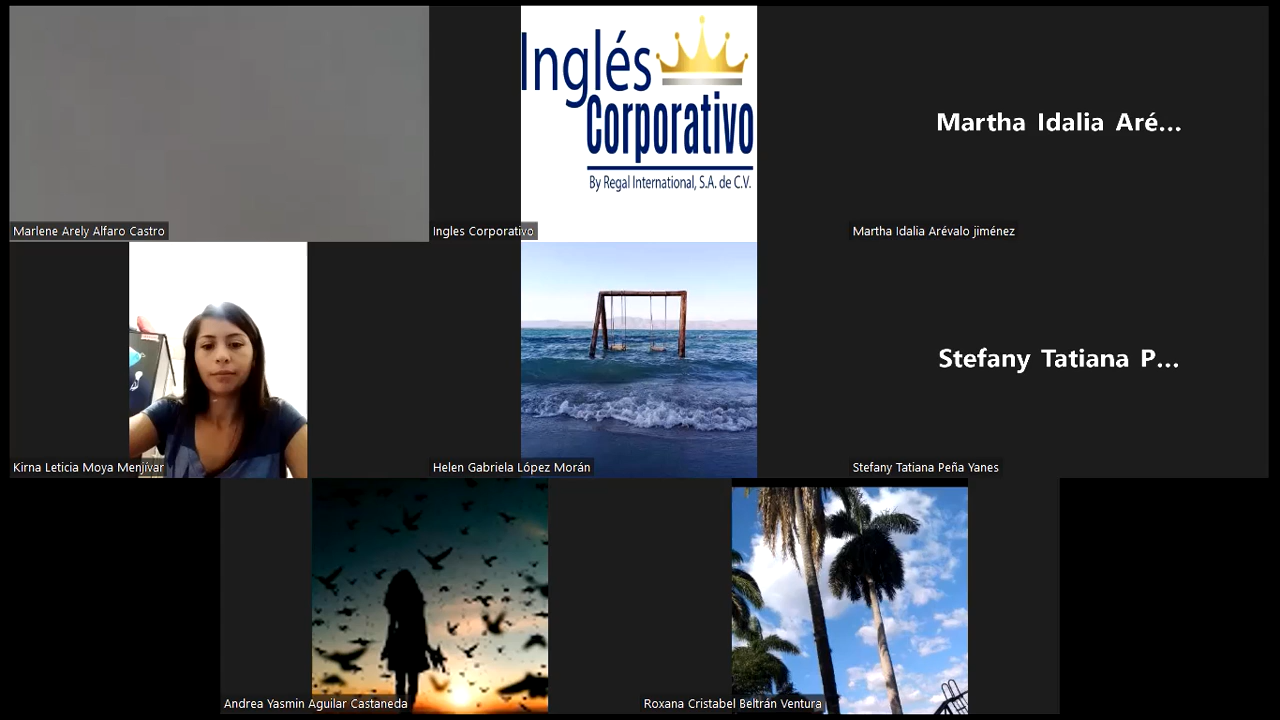 Inglés
Corporativo
By Regal International, S.A. de C.V.
Martha Idalia Aré...
Marlene Arely Alfaro Castro
Ingles Corporativo
Martha Idalia Arévalo jiménez
Stefany Tatiana P...
Kirna Leticia Moya Menjívar
Helen Gabriela López Morán
Stefany Tatiana Peña Yanes
Andrea Yasmin Aguilar Castaneda
Roxana Cristabel Beltrán Ventura